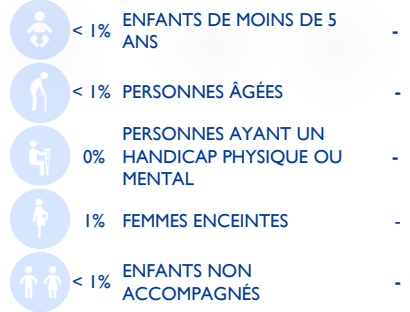 < 1% ENFANTS DE MOINS DE 5 -
ANS
< 1% PERSONNES ÂGÉES -
PERSONNES AYANT UN
0% HANDICAP PHYSIQUE OU -
MENTAL
1% FEMMES ENCEINTES -
< 1% ENFANTS NON -
ACCOMPAGNÉS